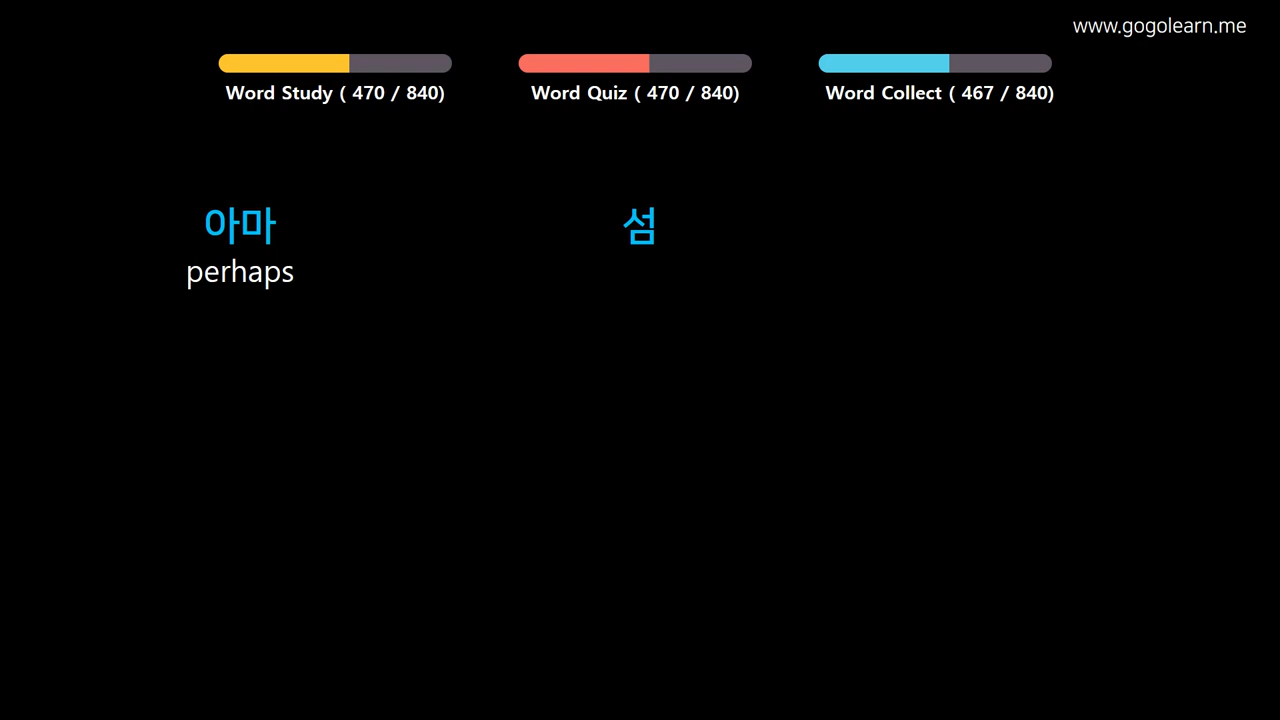 www.gogolearn.me
Word Study ( 470 / 840)
Word Quiz ( 470 / 840)
Word Collect ( 467 / 840)
아마
섬
perhaps